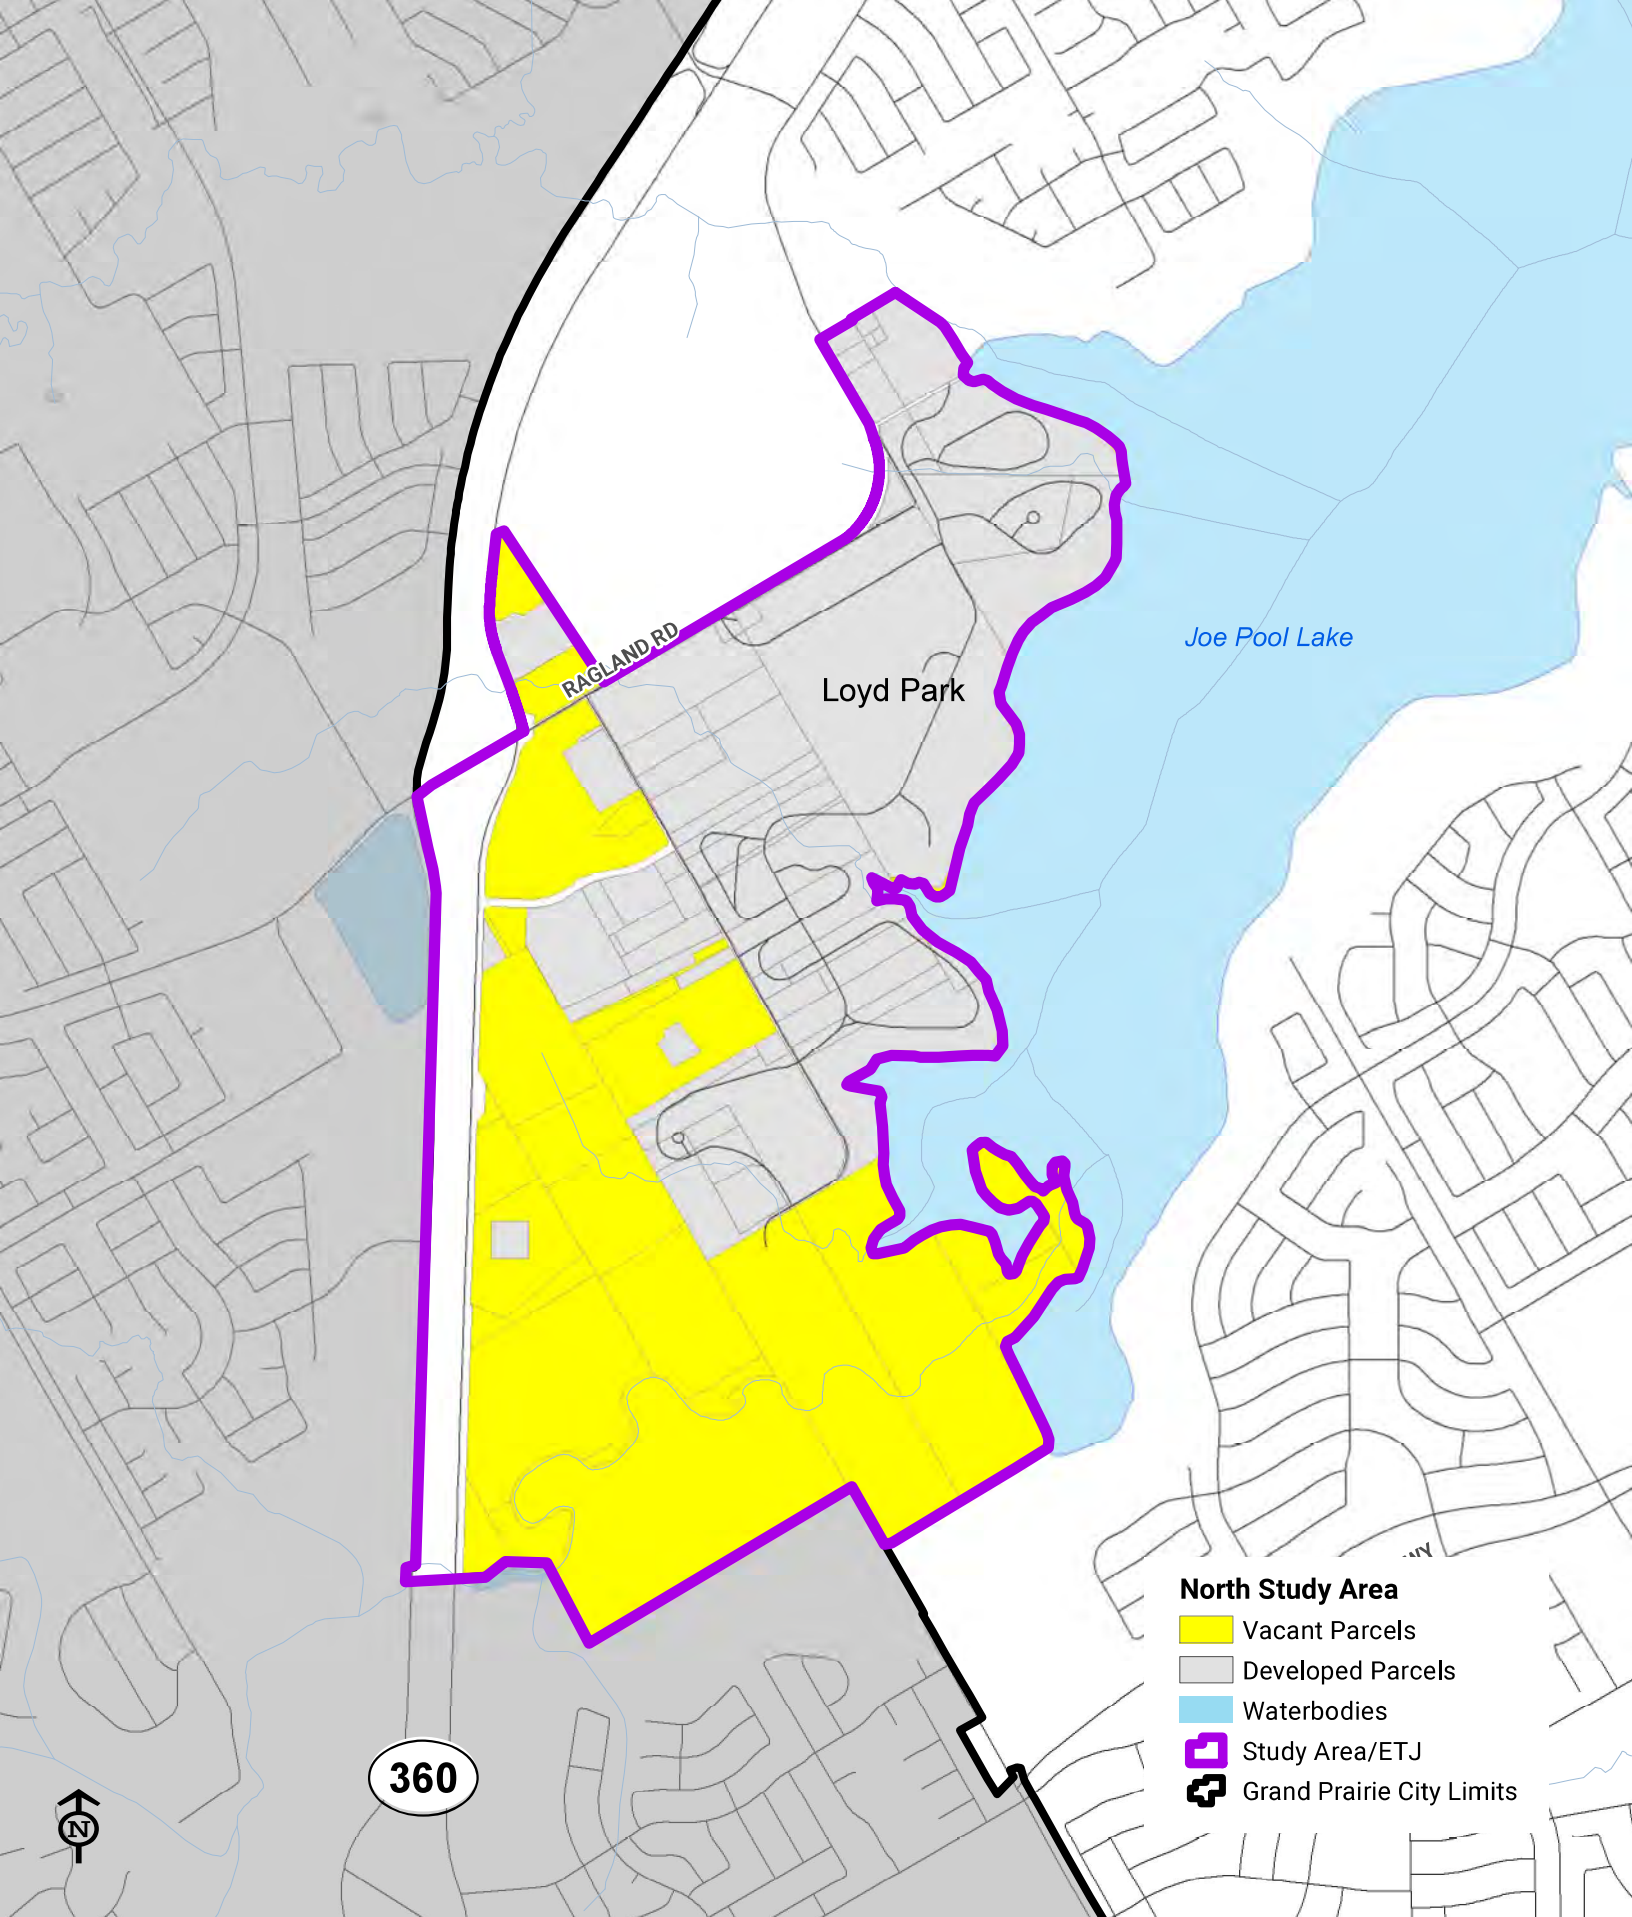 RAGLAND RD
Loyd Park
Joe Pool Lake
WY
North Study Area
Vacant Parcels
Developed Parcels
Waterbodies
Study Area/ETJ
Grand Prairie City Limits
360
N